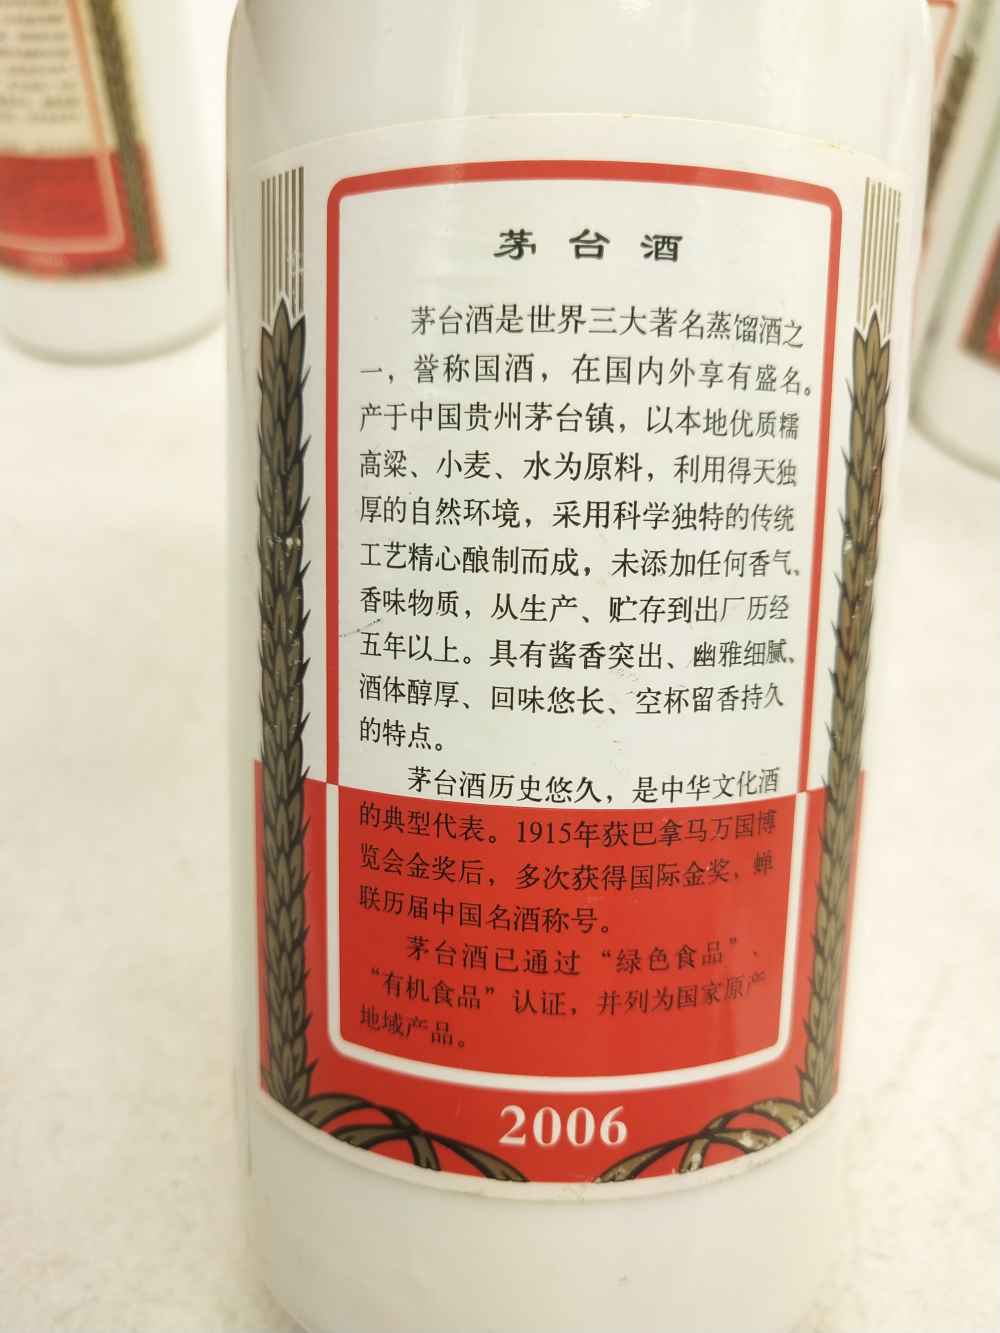 茅台酒
茅台酒是世界三大著名蒸馏酒之
一，誉称国酒，在国内外享有盛名。
产于中国贵州茅台镇，以本地优质糯
高粱、小麦、水为原料，利用得天独
厚的自然环境，采用科学独特的传统
工艺精心酿制而成，未添加任何香气、
香味物质，从生产、贮存到出厂历经
五年以上。具有酱香突出、幽雅细腻、
酒体醇厚、回味悠长、空杯留香持久
的特点。
茅台酒历史悠久，是中华文化酒
的典型代表。1915年获巴拿马万国博
览会金奖后，多次获得国际金奖，蝉
联历届中国名酒称号。
茅台酒已通过“绿色食品”、
“有机食品”认证，并列为国家原产
地域产品。
2006